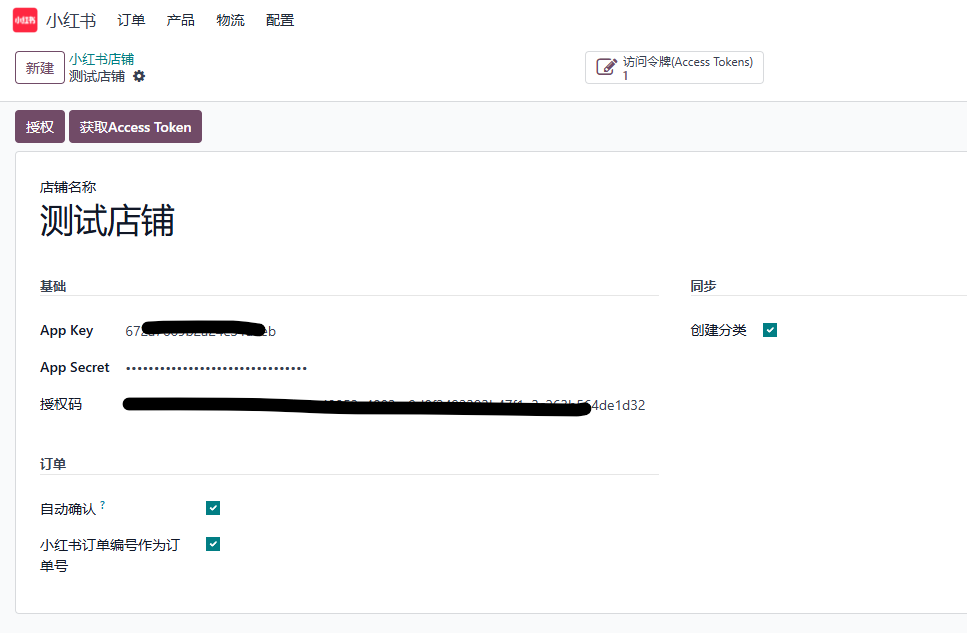 小红书
小红书 订单 产品 物流 配置
新建
小红书店铺
测试店铺
访问令牌(Access Tokens)
1
授权 获取Access Token
店铺名称
测试店铺
基础
App Key
App Secret ••••••••••••••••••••••••••••••••
授权码
订单
自动确认 ?
小红书订单编号作为订
单号
同步
创建分类